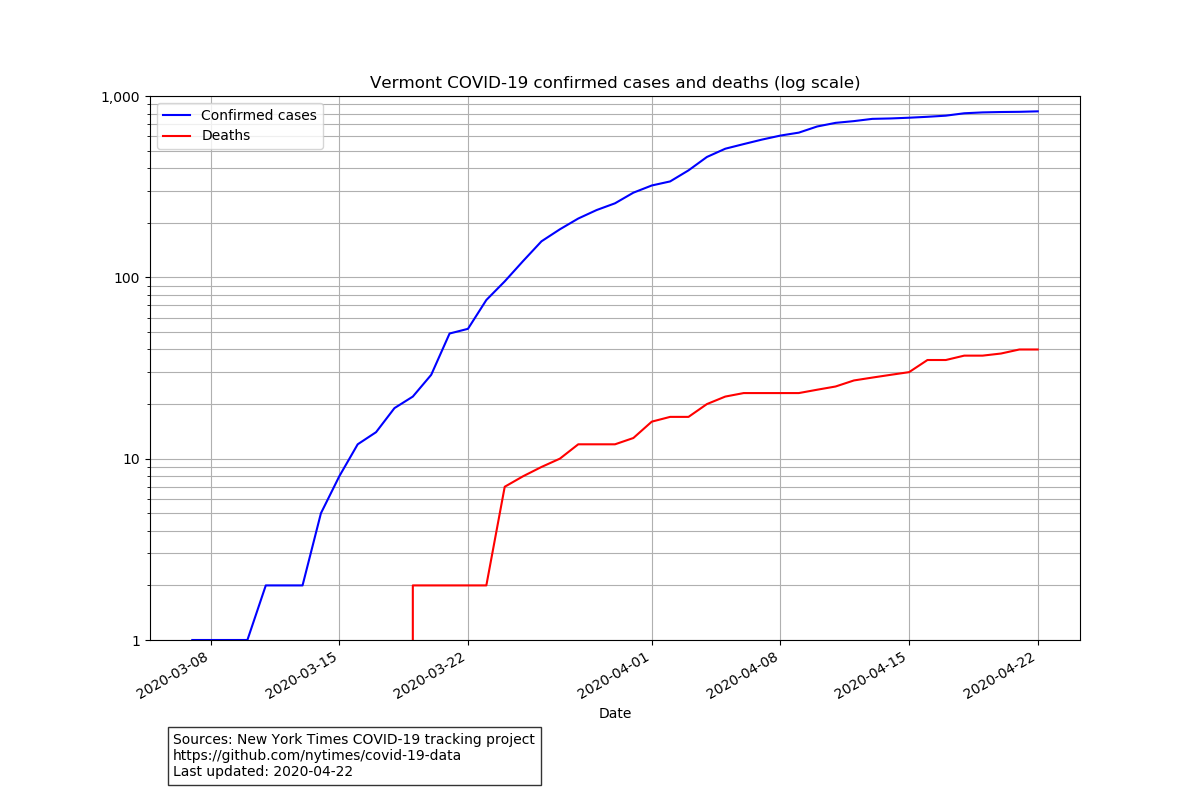 Vermont COVID-19 confirmed cases and deaths (log scale)
1,000
100
10
1
Confirmed cases
Deaths
2020-03-08
2020-03-15
2020-03-22
2020-04-01
2020-04-08
2020-04-15
2020-04-22
Date
Sources: New York Times COVID-19 tracking project
https://github.com/nytimes/covid-19-data
Last updated: 2020-04-22